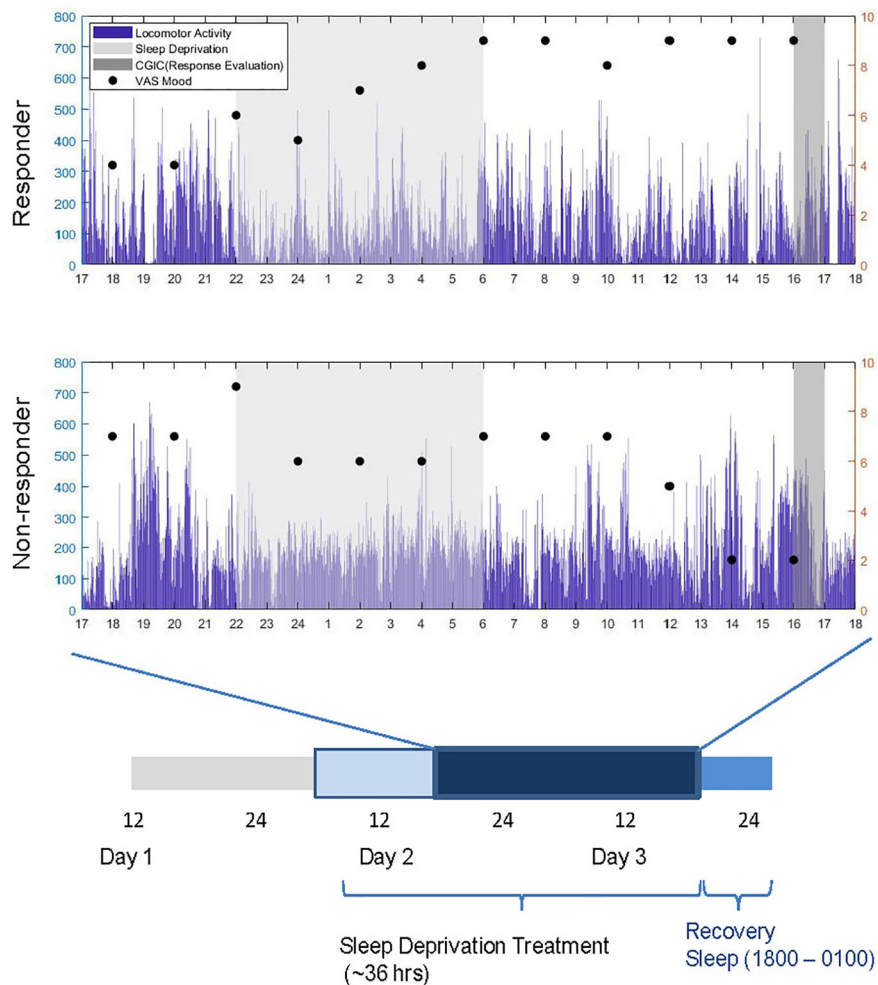 800
700
600
500
400
300
200
100
0
Responder
Locomotor Activity
Sleep Deprivation
CGIC(Response Evaluation)
VAS Mood
10
8
6
4
2
0
17 18 19 20 21 22 23 24 1 2 3 4 5 6 7 8 9 10 11 12 13 14 15 16 17 18
800
700
600
500
400
300
200
100
0
Non-responder
10
8
6
4
2
0
17 18 19 20 21 22 23 24 1 2 3 4 5 6 7 8 9 10 11 12 13 14 15 16 17 18
12 24 12 24 12 24
Day 1 Day 2 Day 3
Sleep Deprivation Treatment
(~36 hrs)
Recovery
Sleep (1800 – 0100)